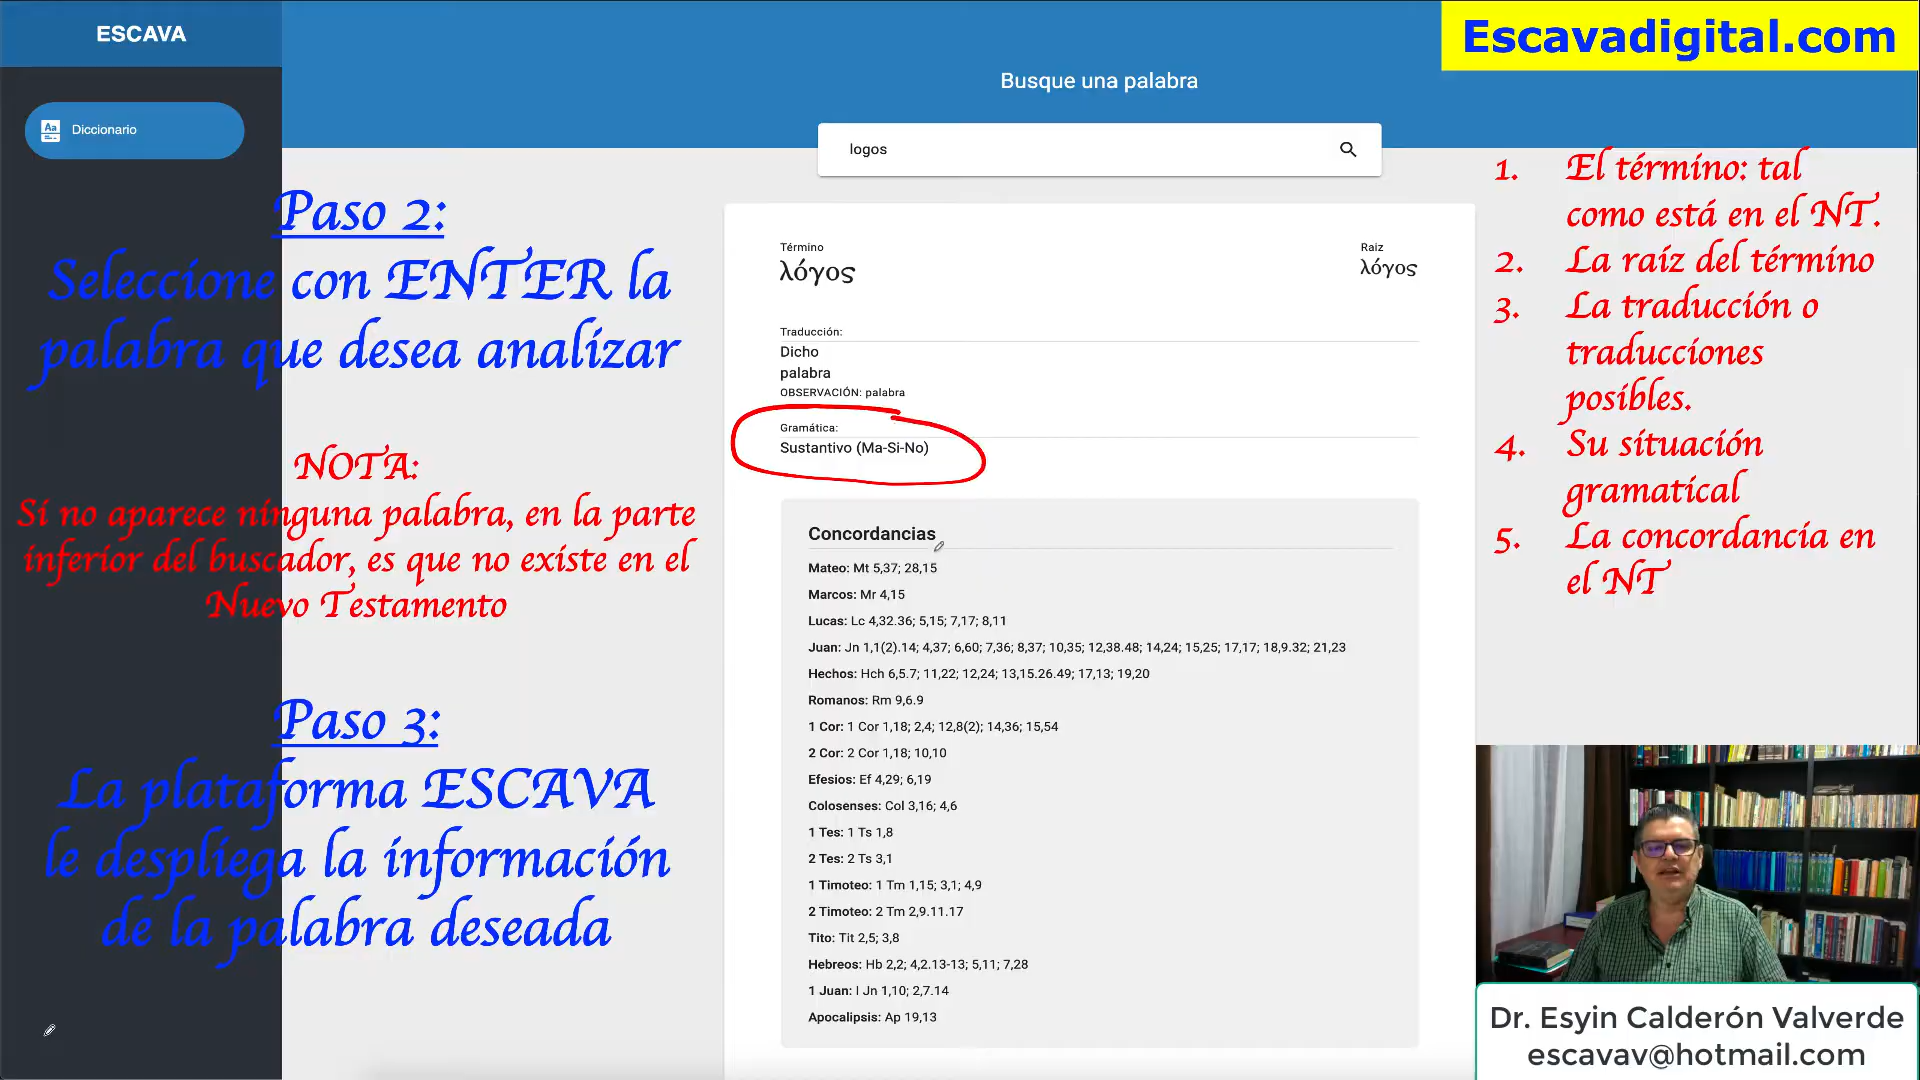 ESCAVA
Diccionario
Escavadigital.com
Busque una palabra
logos
Paso 2:
Seleccione con ENTER la
palabra que desea analizar
NOTA:
Si no aparece ninguna palabra, en la parte
inferior del buscador, es que no existe en el
Nuevo Testamento
Paso 3:
La plataforma ESCAVA
le despliega la información
de la palabra deseada
Término
λόγος
Raiz
λόγος
Traducción:
Dicho
palabra
OBSERVACIÓN: palabra
Gramática:
Sustantivo (Ma-Si-No)
Concordancias
Mateo: Mt 5,37; 28,15
Marcos: Mr 4,15
Lucas: Lc 4,32.36; 5,15; 7,17; 8,11
Juan: Jn 1,1(2).14; 4,37; 6,60; 7,36; 8,37; 10,35; 12,38.48; 14,24; 15,25; 17,17; 18,9.32; 21,23
Hechos: Hch 6,5.7; 11,22; 12,24; 13,15.26.49; 17,13; 19,20
Romanos: Rm 9,6.9
1 Cor: 1 Cor 1,18; 2,4; 12,8(2); 14,36; 15,54
2 Cor: 2 Cor 1,18; 10,10
Efesios: Ef 4,29; 6,19
Colosenses: Col 3,16; 4,6
1 Tes: 1 Ts 1,8
2 Tes: 2 Ts 3,1
1 Timoteo: 1 Tm 1,15; 3,1; 4,9
2 Timoteo: 2 Tm 2,9.11.17
Tito: Tit 2,5; 3,8
Hebreos: Hb 2,2; 4,2.13-13; 5,11; 7,28
1 Juan: I Jn 1,10; 2,7.14
Apocalipsis: Ap 19,13
1. El término: tal
como está en el NT.
2. La raíz del término
3. La traducción o
traducciones
posibles.
4. Su situación
gramatical
5. La concordancia en
el NT
Dr. Esyin Calderón Valverde
escavav@hotmail.com